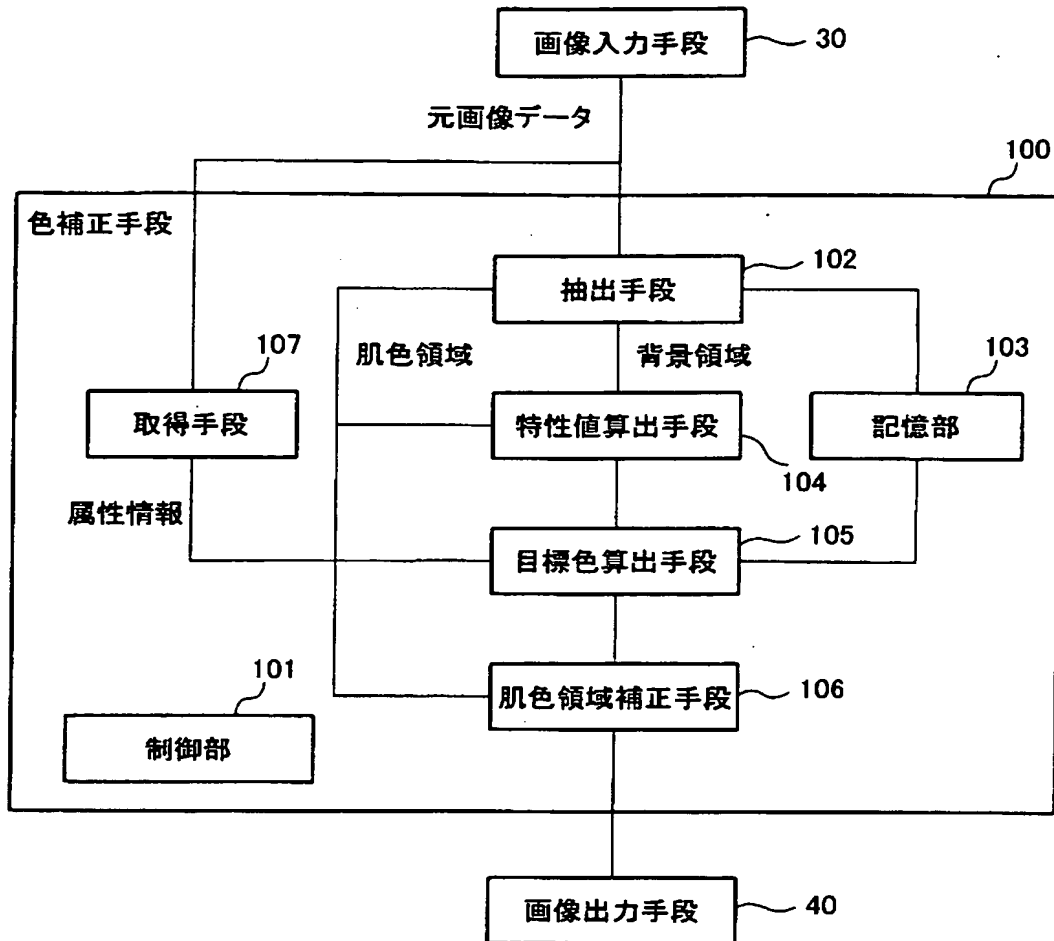 画像入力手段
30
元画像データ
100
色補正手段
抽出手段
102
肌色領域
背景領域
107
103
取得手段
特性値算出手段
記憶部
104
属性情報
目標色算出手段
105
101
肌色領域補正手段
106
制御部
画像出力手段
40